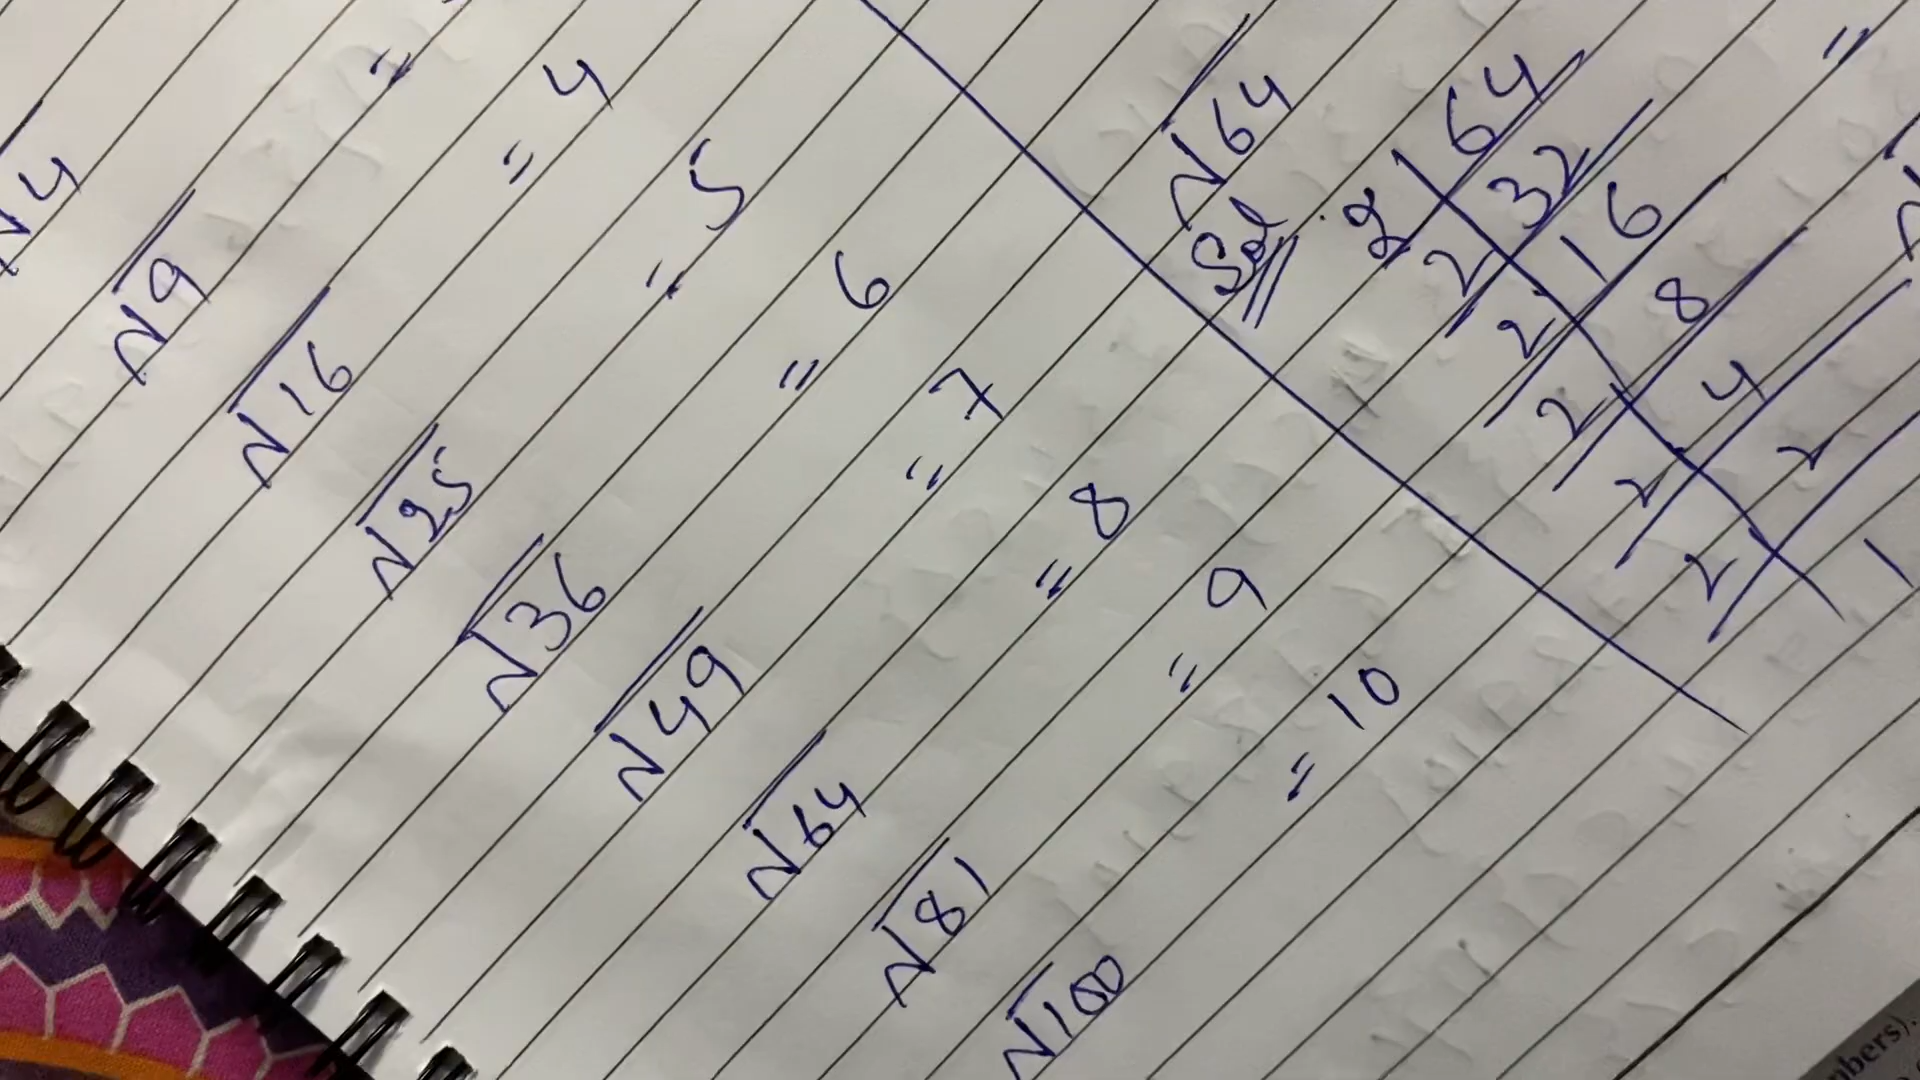 √4
√9 =
√16 = 4
√25 = 5
√36 = 6
√49 = 7
√64 = 8
√81 = 9
√100 = 10
√64
Sol
2 | 64
2 | 32
2 | 16
2 | 8
2 | 4
2 | 2
1
=
mbers).